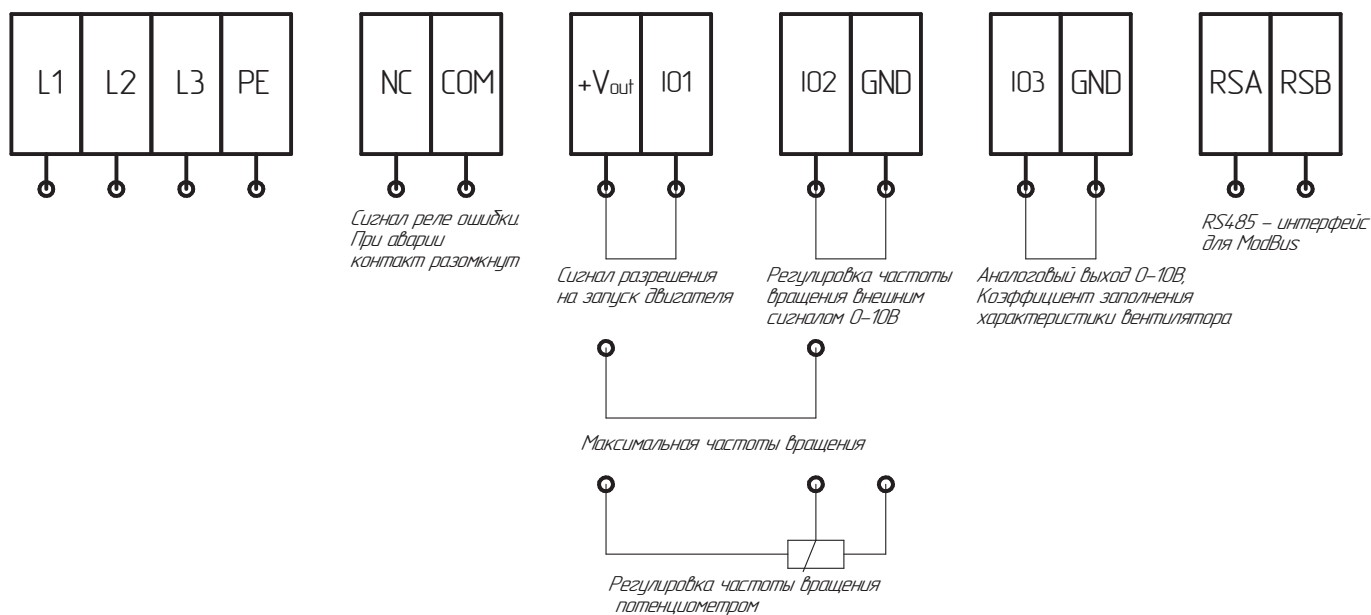 L1 L2 L3 PE NC COM +Vout IO1 IO2 GND IO3 GND RSA RSB
Сигнал реле ошибки.
При аварии
контакт разомкнут
Сигнал разрешения
на запуск двигателя
Регулировка частоты
вращения внешним
сигналом 0-10В
Аналоговый выход 0-10В,
Коэффициент заполнения
характеристики вентилятора
RS485 - интерфейс
для ModBus
Максимальная частоты вращения
Регулировка частоты вращения
потенциометром